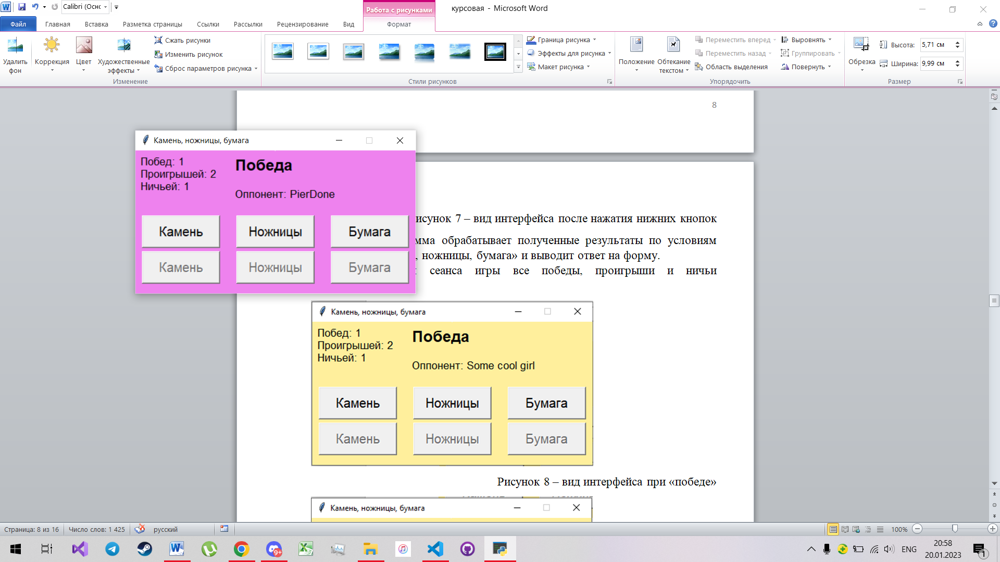 Calibri (Оснс
Работа с рисунками
курсовая - Microsoft Word
Файл
Главная
Вставка
Разметка страницы
Ссылки
Рассылки
Рецензирование
Вид
Формат
Удалить фон
Коррекция
Цвет
Художественные эффекты
Сжать рисунки
Изменить рисунок
Сброс параметров рисунка
Изменение
Стили рисунков
Граница рисунка
Эффекты для рисунка
Макет рисунка
Положение
Обтекание текстом
Переместить вперед
Переместить назад
Область выделения
Выровнять
Группировать
Повернуть
Упорядочить
Обрезка
Высота:
5,71 см
Ширина:
9,99 см
Размер
8
Камень, ножницы, бумага
Побед: 1
Проигрышей: 2
Ничьей: 1
Победа
Оппонент: PierDone
Камень
Ножницы
Бумага
Камень
Ножницы
Бумага
исунок 7 – вид интерфейса после нажатия нижних кнопок
мма обрабатывает полученные результаты по условиям
, ножницы, бумага» и выводит ответ на форму.
сеанса игры все победы, проигрыши и ничьи
Камень, ножницы, бумага
Побед: 1
Проигрышей: 2
Ничьей: 1
Победа
Оппонент: Some cool girl
Камень
Ножницы
Бумага
Камень
Ножницы
Бумага
Рисунок 8 – вид интерфейса при «победе»
Камень, ножницы, бумага
Страница: 8 из 16
Число слов: 1 425
русский
100%
9+
ENG
20:58
20.01.2023
1